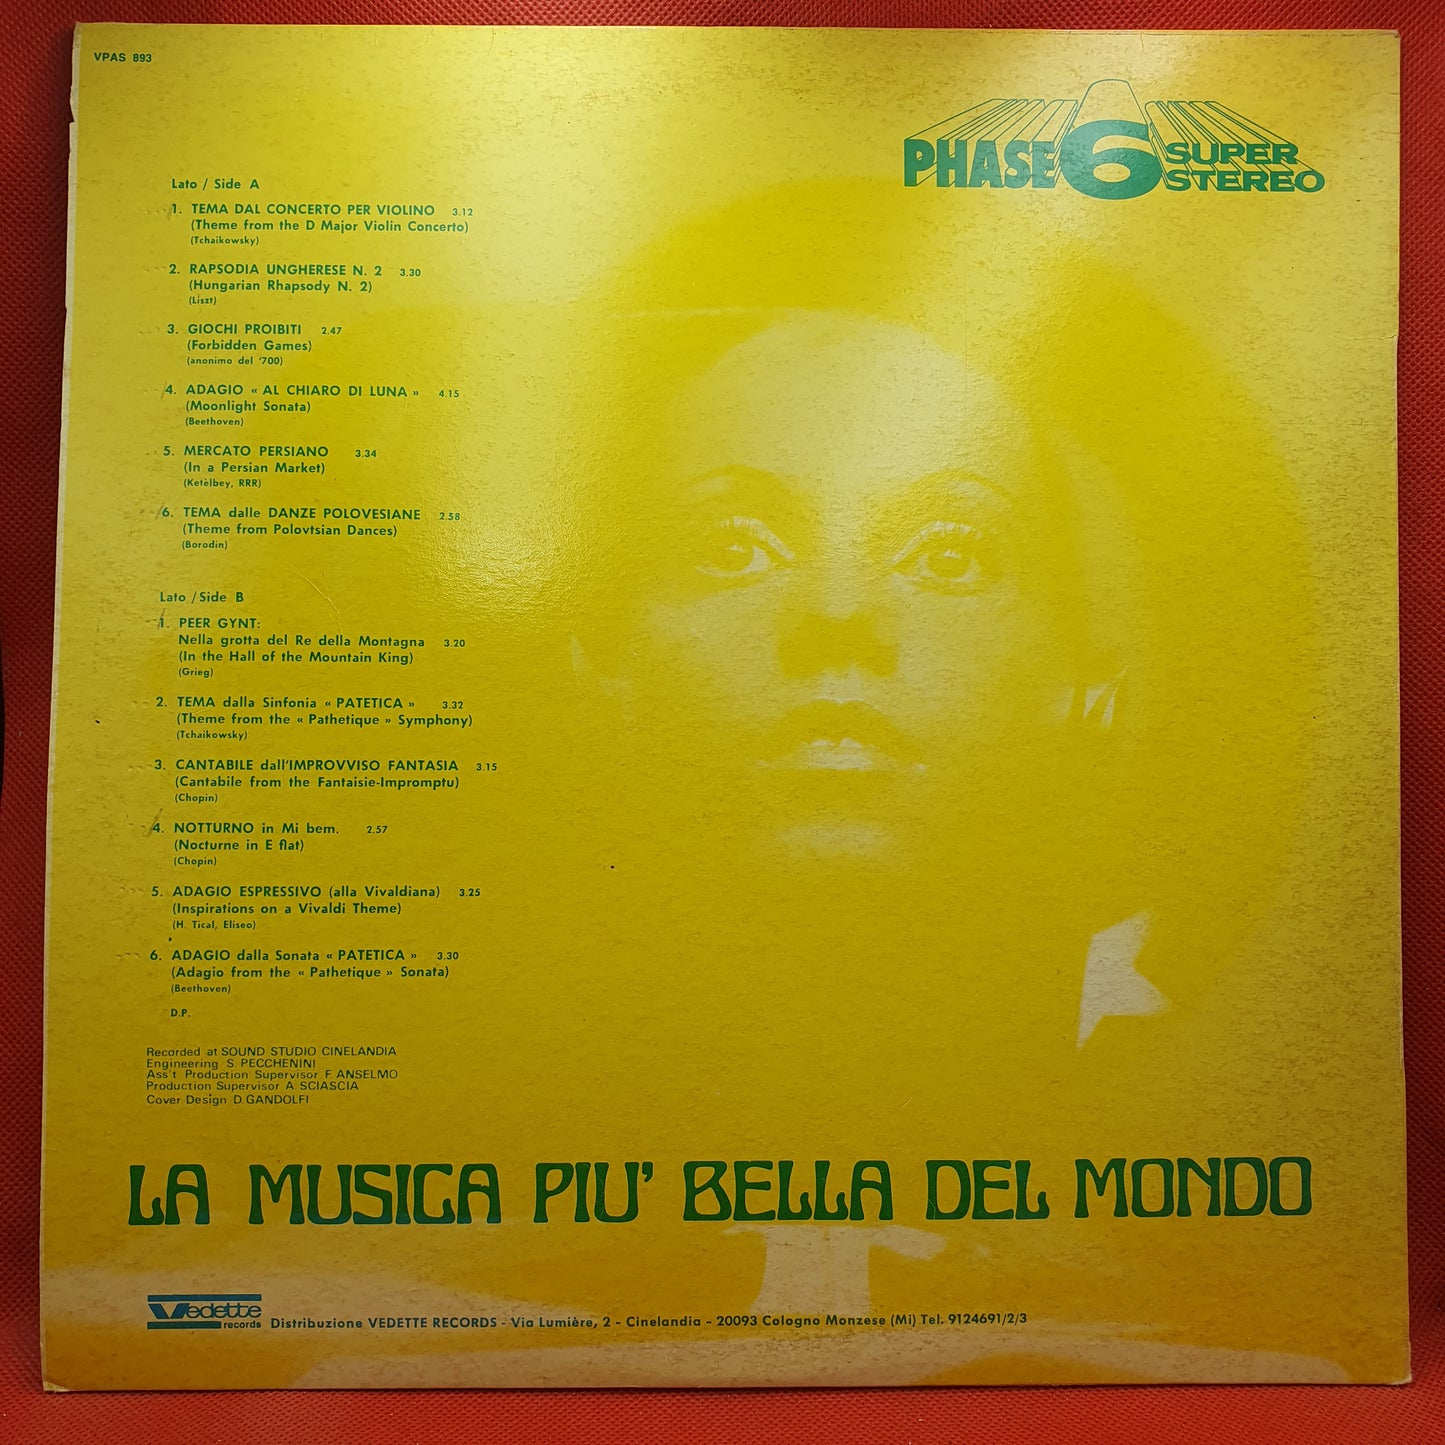 VPAS 893
PHASE 6 SUPER STEREO
Lato / Side A
1. TEMA DAL CONCERTO PER VIOLINO 3.12
(Theme from the D Major Violin Concerto)
(Tchaikowsky)
2. RAPSODIA UNGHERESE N. 2 3.30
(Hungarian Rhapsody N. 2)
(Liszt)
3. GIOCHI PROIBITI 2.47
(Forbidden Games)
(anonimo del '700)
4. ADAGIO « AL CHIARO DI LUNA » 4.15
(Moonlight Sonata)
(Beethoven)
5. MERCATO PERSIANO 3.34
(In a Persian Market)
(Ketèlbey, RRR)
6. TEMA dalle DANZE POLOVESIANE 2.58
(Theme from Polovtsian Dances)
(Borodin)
Lato / Side B
1. PEER GYNT:
Nella grotta del Re della Montagna 3.20
(In the Hall of the Mountain King)
(Grieg)
2. TEMA dalla Sinfonia « PATETICA » 3.32
(Theme from the « Pathetique » Symphony)
(Tchaikowsky)
3. CANTABILE dall'IMPROVVISO FANTASIA 3.15
(Cantabile from the Fantaisie-Impromptu)
(Chopin)
4. NOTTURNO in Mi bem. 2.57
(Nocturne in E flat)
(Chopin)
5. ADAGIO ESPRESSIVO (alla Vivaldiana) 3.25
(Inspirations on a Vivaldi Theme)
(H. Tical, Eliseo)
6. ADAGIO dalla Sonata « PATETICA » 3.30
(Adagio from the « Pathetique » Sonata)
(Beethoven)
D.P.
Recorded at SOUND STUDIO CINELANDIA
Engineering S. PECCHENINI
Ass't Production Supervisor F. ANSELMO
Production Supervisor A. SCIASCIA
Cover Design D. GANDOLFI
LA MUSICA PIU' BELLA DEL MONDO
Vedette records
Distribuzione VEDETTE RECORDS - Via Lumière, 2 - Cinelandia - 20093 Cologno Monzese (Mi) Tel. 9124691/2/3